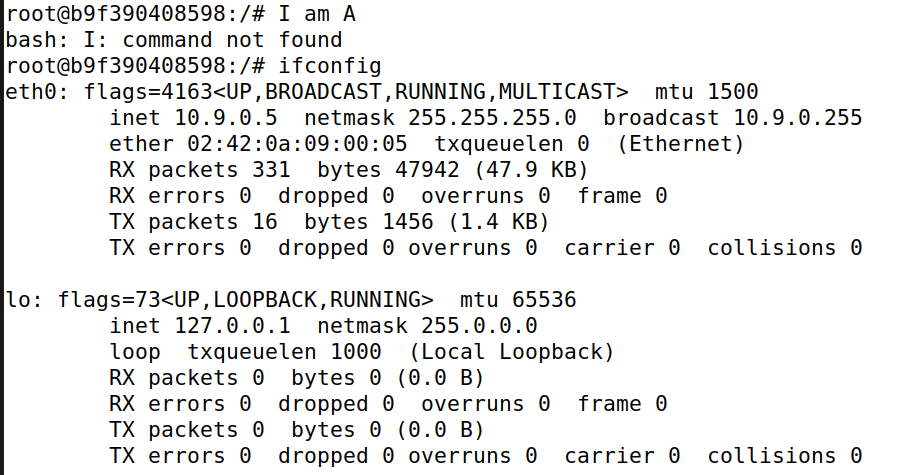 root@b9f390408598:/# I am A
bash: I: command not found
root@b9f390408598:/# ifconfig
eth0: flags=4163<UP,BROADCAST,RUNNING,MULTICAST>  mtu 1500
        inet 10.9.0.5  netmask 255.255.255.0  broadcast 10.9.0.255
        ether 02:42:0a:09:00:05  txqueuelen 0  (Ethernet)
        RX packets 331  bytes 47942 (47.9 KB)
        RX errors 0  dropped 0  overruns 0  frame 0
        TX packets 16  bytes 1456 (1.4 KB)
        TX errors 0  dropped 0 overruns 0  carrier 0  collisions 0

lo: flags=73<UP,LOOPBACK,RUNNING>  mtu 65536
        inet 127.0.0.1  netmask 255.0.0.0
        loop  txqueuelen 1000  (Local Loopback)
        RX packets 0  bytes 0 (0.0 B)
        RX errors 0  dropped 0  overruns 0  frame 0
        TX packets 0  bytes 0 (0.0 B)
        TX errors 0  dropped 0 overruns 0  carrier 0  collisions 0